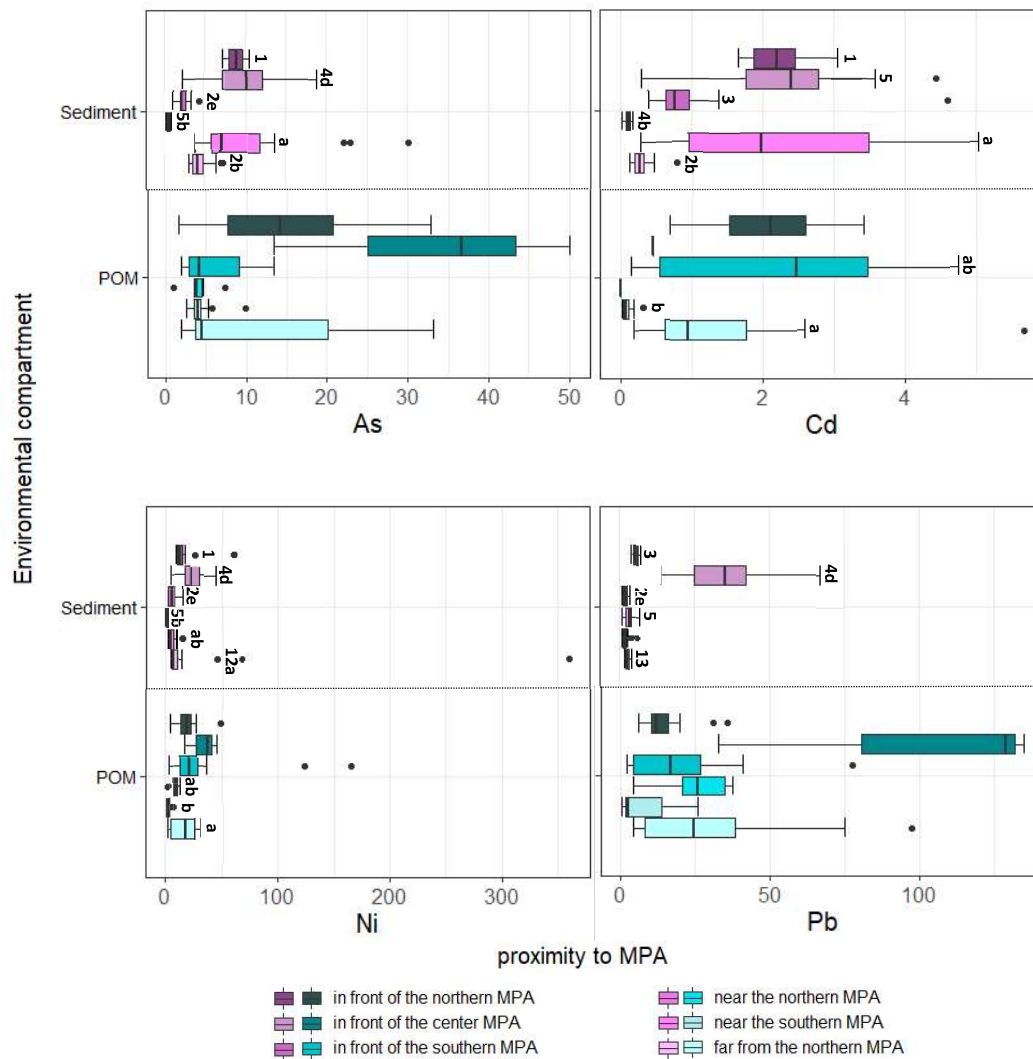 Environmental compartment
Sediment
POM
1
4d
2e
5b
a
2b
0
10
20
30
40
50
As
1
5
3
4b
a
2b
ab
b
a
0
2
4
Cd
Sediment
POM
1
4d
2e
5b
ab
12a
ab
b
a
0
100
200
300
Ni
3
4d
2e
5
13
0
50
100
Pb
proximity to MPA
in front of the northern MPA
in front of the center MPA
in front of the southern MPA
near the northern MPA
near the southern MPA
far from the northern MPA